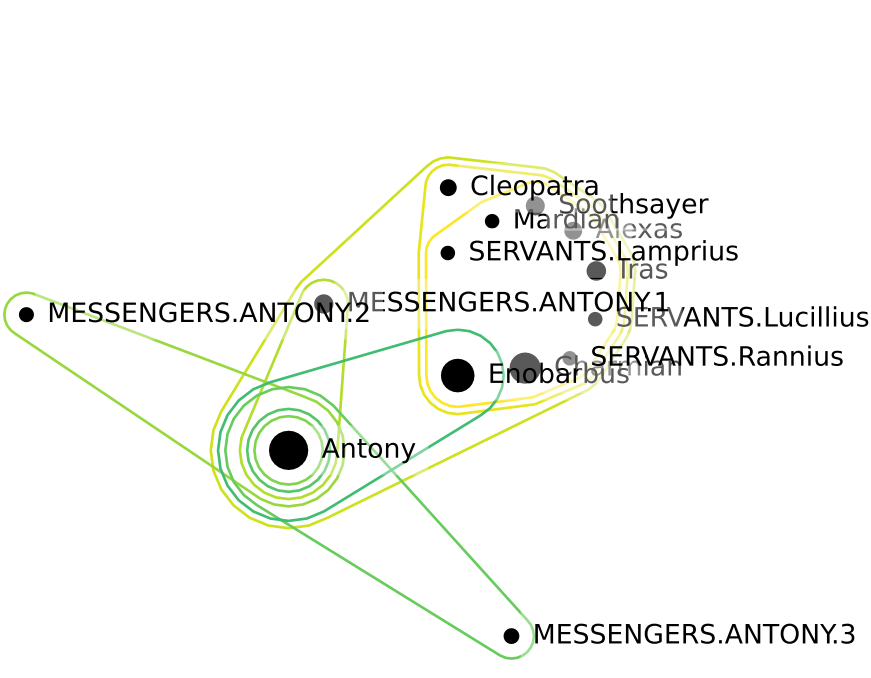 Cleopatra
Soothsayer
Mardian
Alexas
SERVANTS.Lamprius
Iras
MESSENGERS.ANTONY.1
MESSENGERS.ANTONY.2
SERVANTS.Lucillius
SERVANTS.Rannius
Charmian
Enobarbus
Antony
MESSENGERS.ANTONY.3